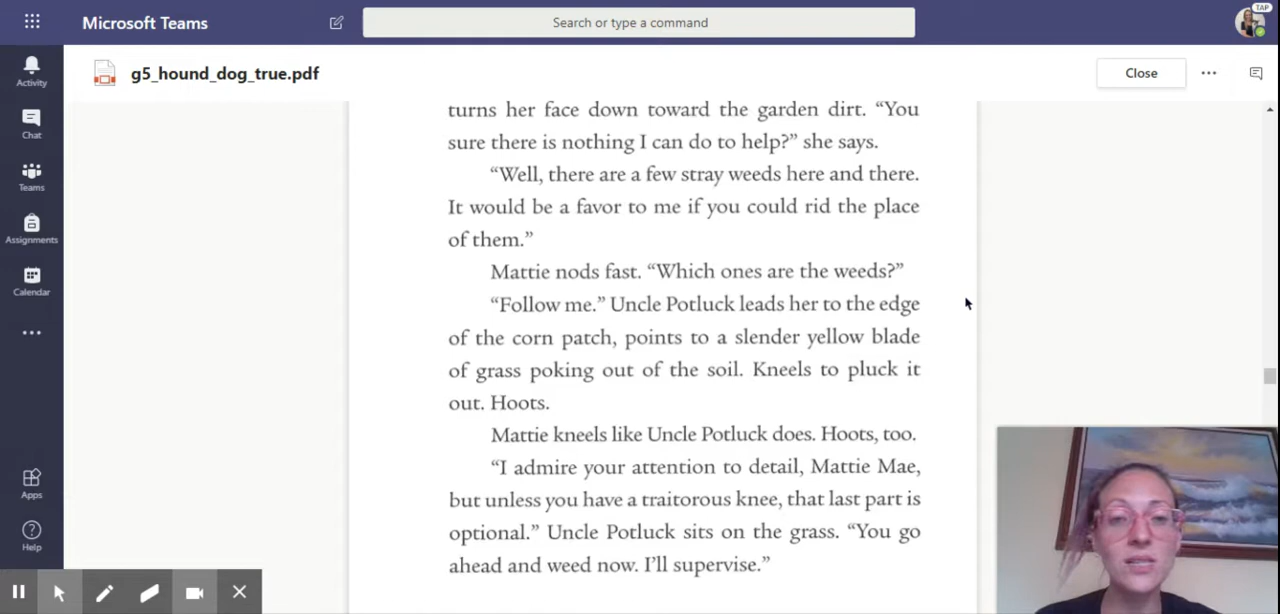 Microsoft Teams
Search or type a command
TAP
Activity
Chat
Teams
Assignments
Calendar
Apps
Help
g5_hound_dog_true.pdf
Close
turns her face down toward the garden dirt. “You
sure there is nothing I can do to help?” she says.
“Well, there are a few stray weeds here and there.
It would be a favor to me if you could rid the place
of them.”
Mattie nods fast. “Which ones are the weeds?”
“Follow me.” Uncle Potluck leads her to the edge
of the corn patch, points to a slender yellow blade
of grass poking out of the soil. Kneels to pluck it
out. Hoots.
Mattie kneels like Uncle Potluck does. Hoots, too.
“I admire your attention to detail, Mattie Mae,
but unless you have a traitorous knee, that last part is
optional.” Uncle Potluck sits on the grass. “You go
ahead and weed now. I’ll supervise.”